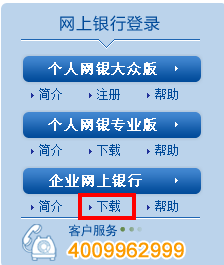 网上银行登录
个人网银大众版
简介 注册 帮助
个人网银专业版
简介 下载 帮助
企业网上银行
简介 下载 帮助
客户服务
4009962999